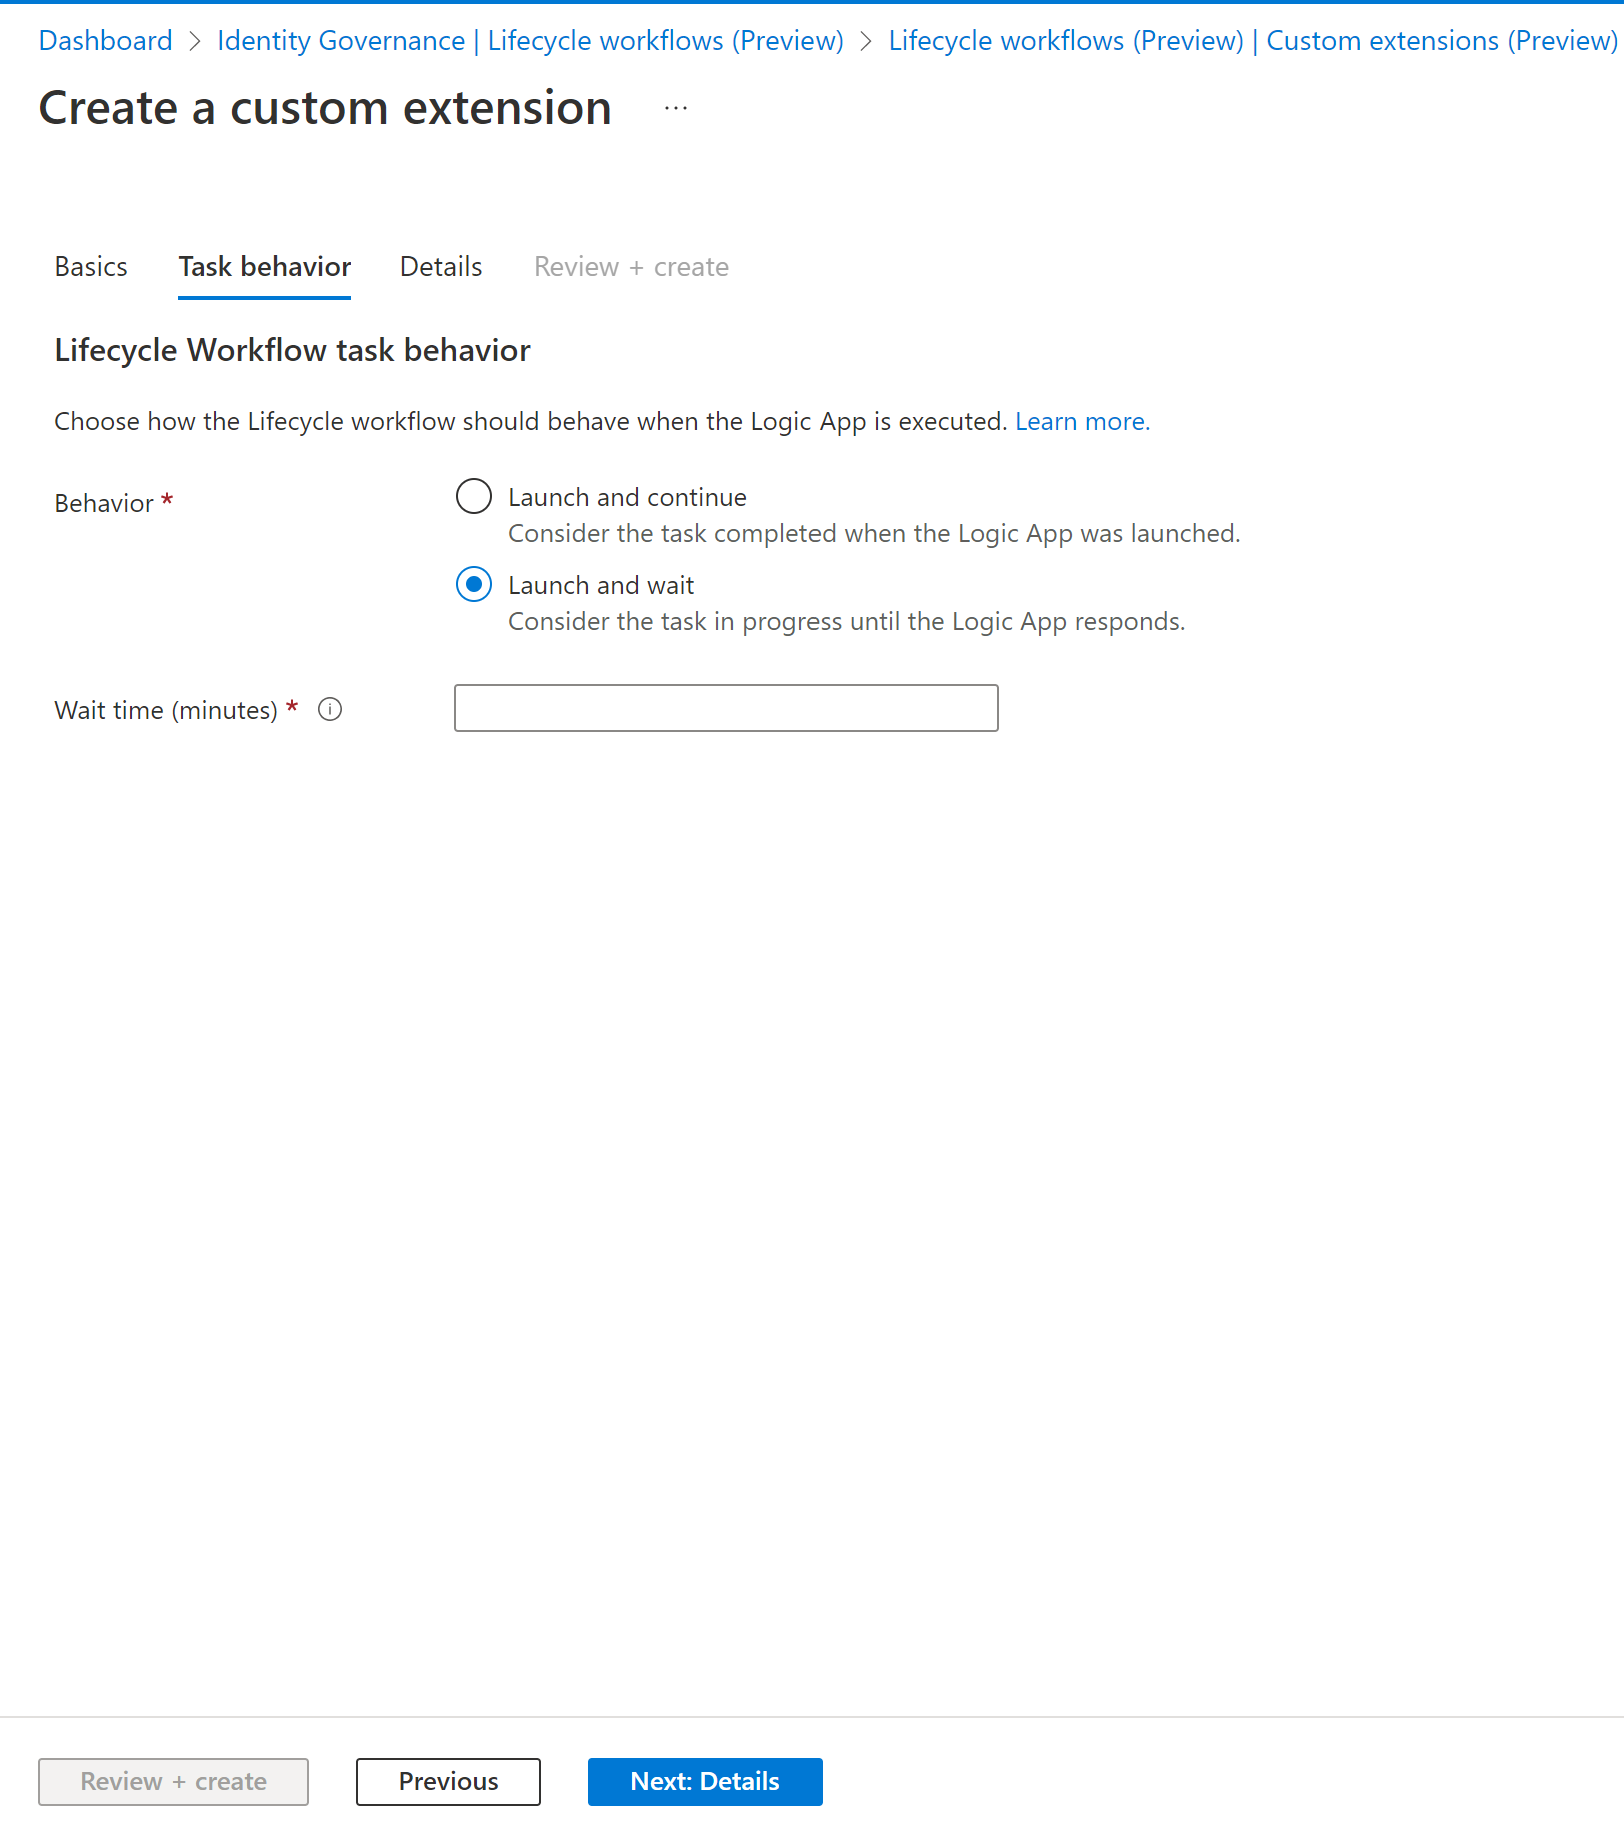 Dashboard > Identity Governance | Lifecycle workflows (Preview) > Lifecycle workflows (Preview) | Custom extensions (Preview)
Create a custom extension ...
Basics Task behavior Details Review + create
Lifecycle Workflow task behavior
Choose how the Lifecycle workflow should behave when the Logic App is executed. Learn more.
Behavior * Launch and continue
Consider the task completed when the Logic App was launched.
Launch and wait
Consider the task in progress until the Logic App responds.
Wait time (minutes) *
Review + create Previous Next: Details